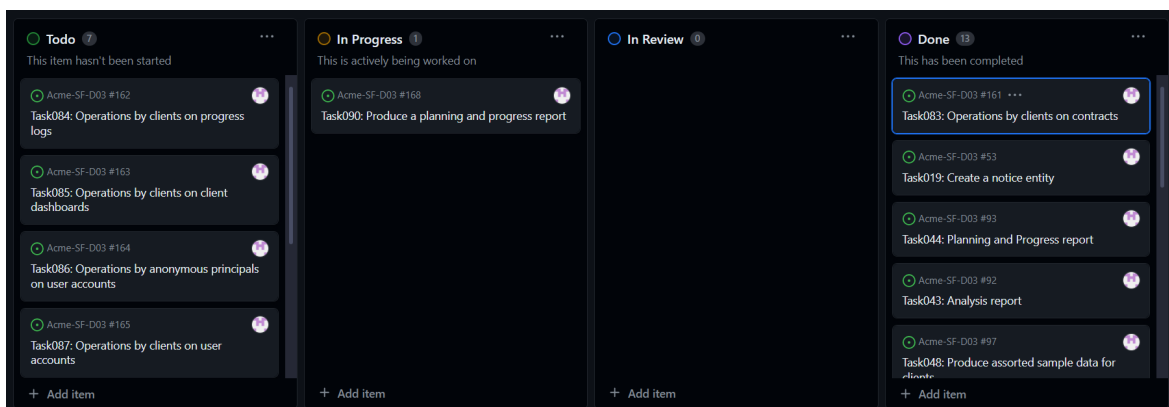 Todo 7 ...
This item hasn't been started
Acme-SF-D03 #162
Task084: Operations by clients on progress
logs
Acme-SF-D03 #163
Task085: Operations by clients on client
dashboards
Acme-SF-D03 #164
Task086: Operations by anonymous principals
on user accounts
Acme-SF-D03 #165
Task087: Operations by clients on user
accounts
+ Add item
In Progress 1 ...
This is actively being worked on
Acme-SF-D03 #168
Task090: Produce a planning and progress report
+ Add item
In Review 0 ...
+ Add item
Done 13 ...
This has been completed
Acme-SF-D03 #161 ...
Task083: Operations by clients on contracts
Acme-SF-D03 #53
Task019: Create a notice entity
Acme-SF-D03 #93
Task044: Planning and Progress report
Acme-SF-D03 #92
Task043: Analysis report
Acme-SF-D03 #97
Task048: Produce assorted sample data for
clients
+ Add item